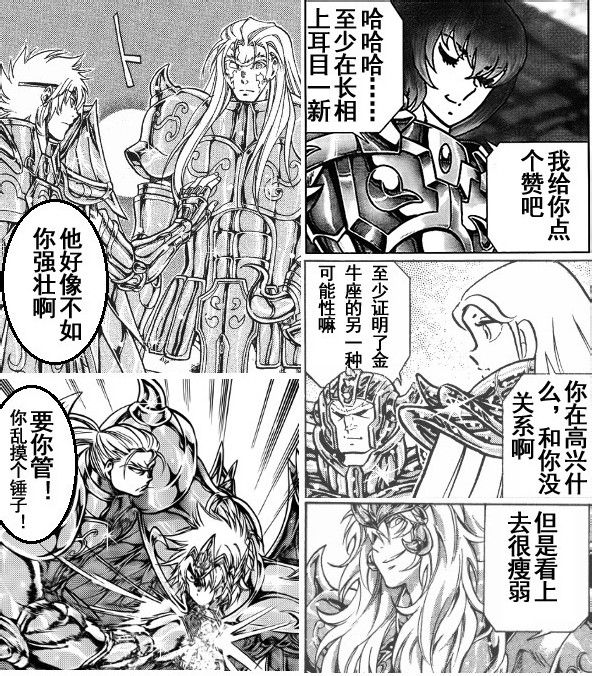 他好像不如
你强壮啊
要你管！
你乱摸个锤子！
哈哈哈……
至少在长相
上耳目一新
我给你点
个赞吧
至少证明了金
牛座的另一种
可能性嘛
你在高兴什
么，和你没
关系啊
但是看上
去很瘦弱